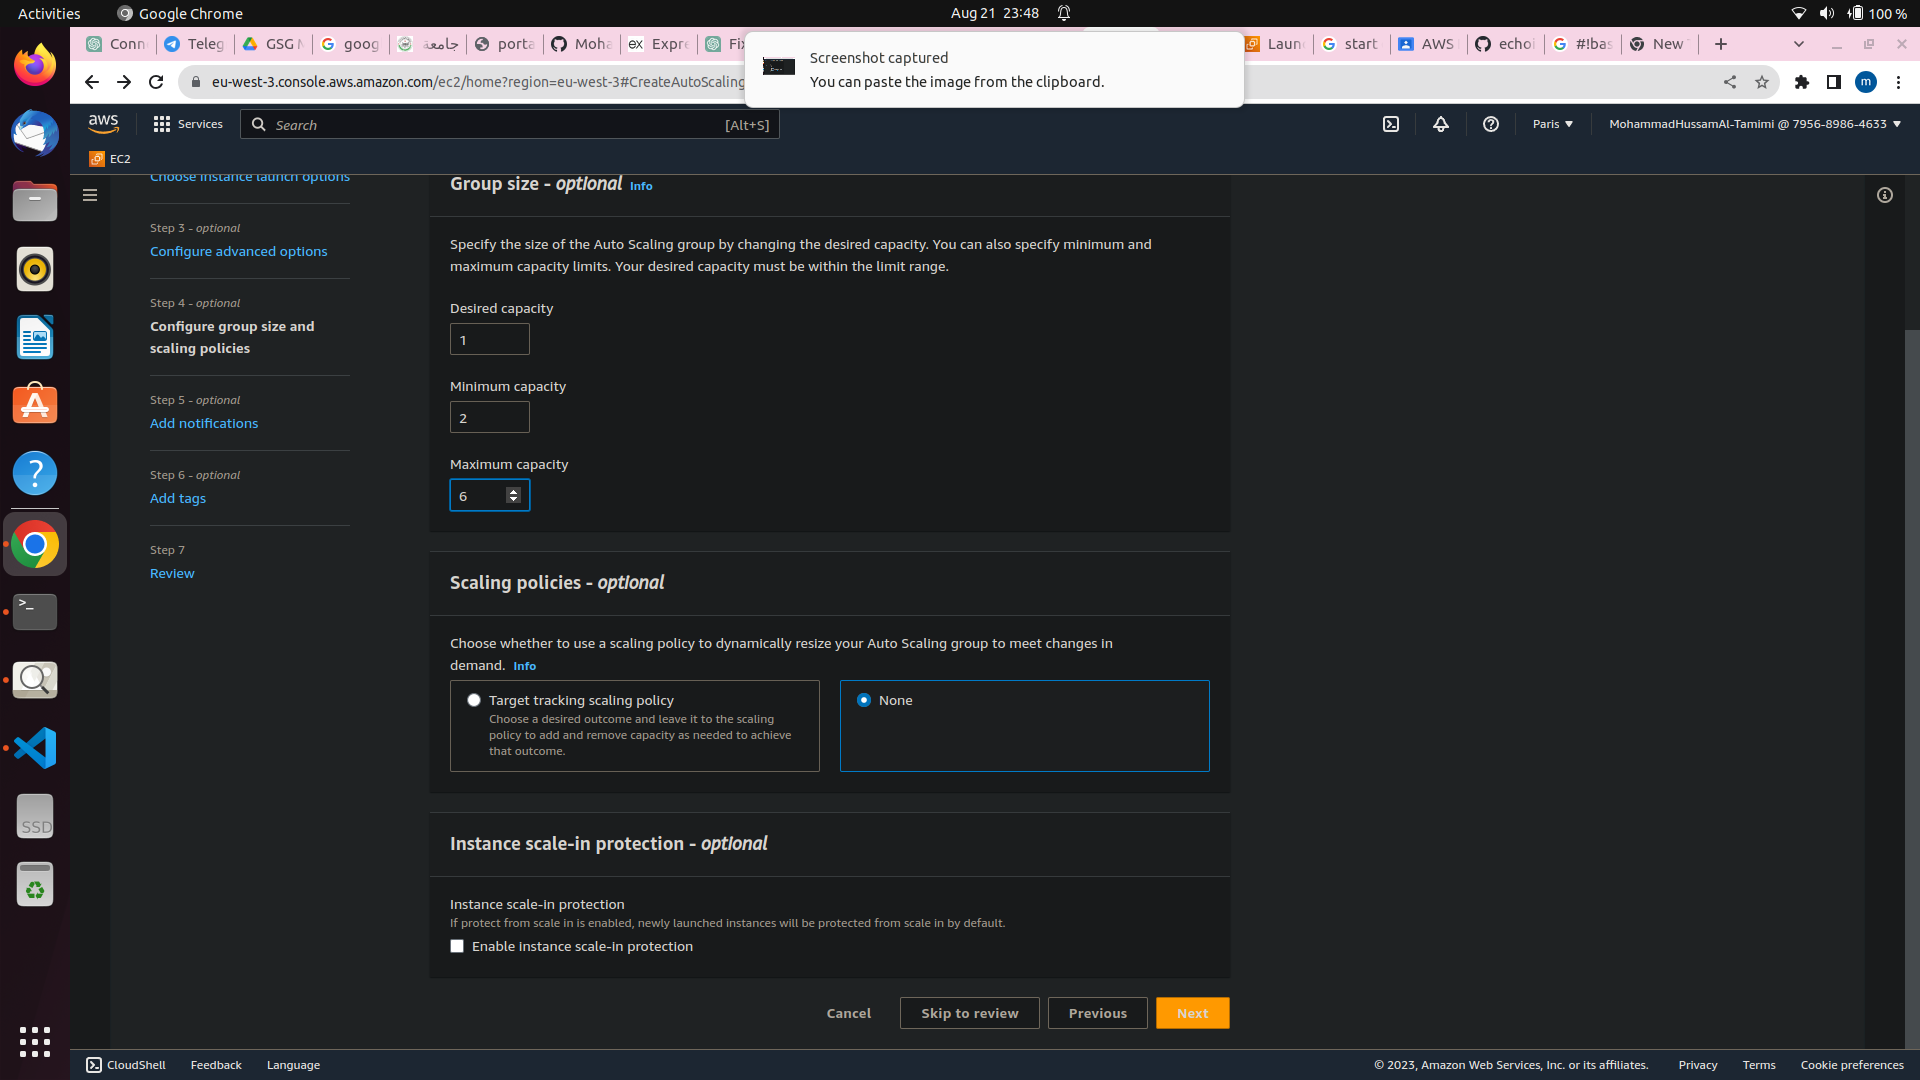 Activities
Google Chrome
Aug 21 23:48
100 %
Conn
Teleg
GSG M
goog
جامعة
porta
Moha
ex Expre
Fix
Laun
start
AWS
echoi
#!bas
New
Screenshot captured
You can paste the image from the clipboard.
eu-west-3.console.aws.amazon.com/ec2/home?region=eu-west-3#CreateAutoScaling
m
aws
Services
Search
[Alt+S]
Paris
MohammadHussamAl-Tamimi @ 7956-8986-4633
EC2
Choose instance launch options
Step 3 - optional
Configure advanced options
Step 4 - optional
Configure group size and
scaling policies
Step 5 - optional
Add notifications
Step 6 - optional
Add tags
Step 7
Review
Group size - optional Info
Specify the size of the Auto Scaling group by changing the desired capacity. You can also specify minimum and
maximum capacity limits. Your desired capacity must be within the limit range.
Desired capacity
1
Minimum capacity
2
Maximum capacity
6
Scaling policies - optional
Choose whether to use a scaling policy to dynamically resize your Auto Scaling group to meet changes in
demand. Info
Target tracking scaling policy
Choose a desired outcome and leave it to the scaling
policy to add and remove capacity as needed to achieve
that outcome.
None
Instance scale-in protection - optional
Instance scale-in protection
If protect from scale in is enabled, newly launched instances will be protected from scale in by default.
Enable instance scale-in protection
Cancel
Skip to review
Previous
Next
SSD
CloudShell
Feedback
Language
© 2023, Amazon Web Services, Inc. or its affiliates.
Privacy
Terms
Cookie preferences